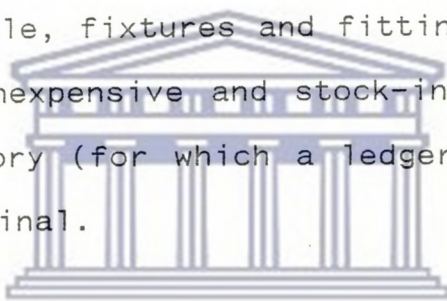 le, fixtures and fittin
nexpensive and stock-in
ory (for which a ledger
inal.